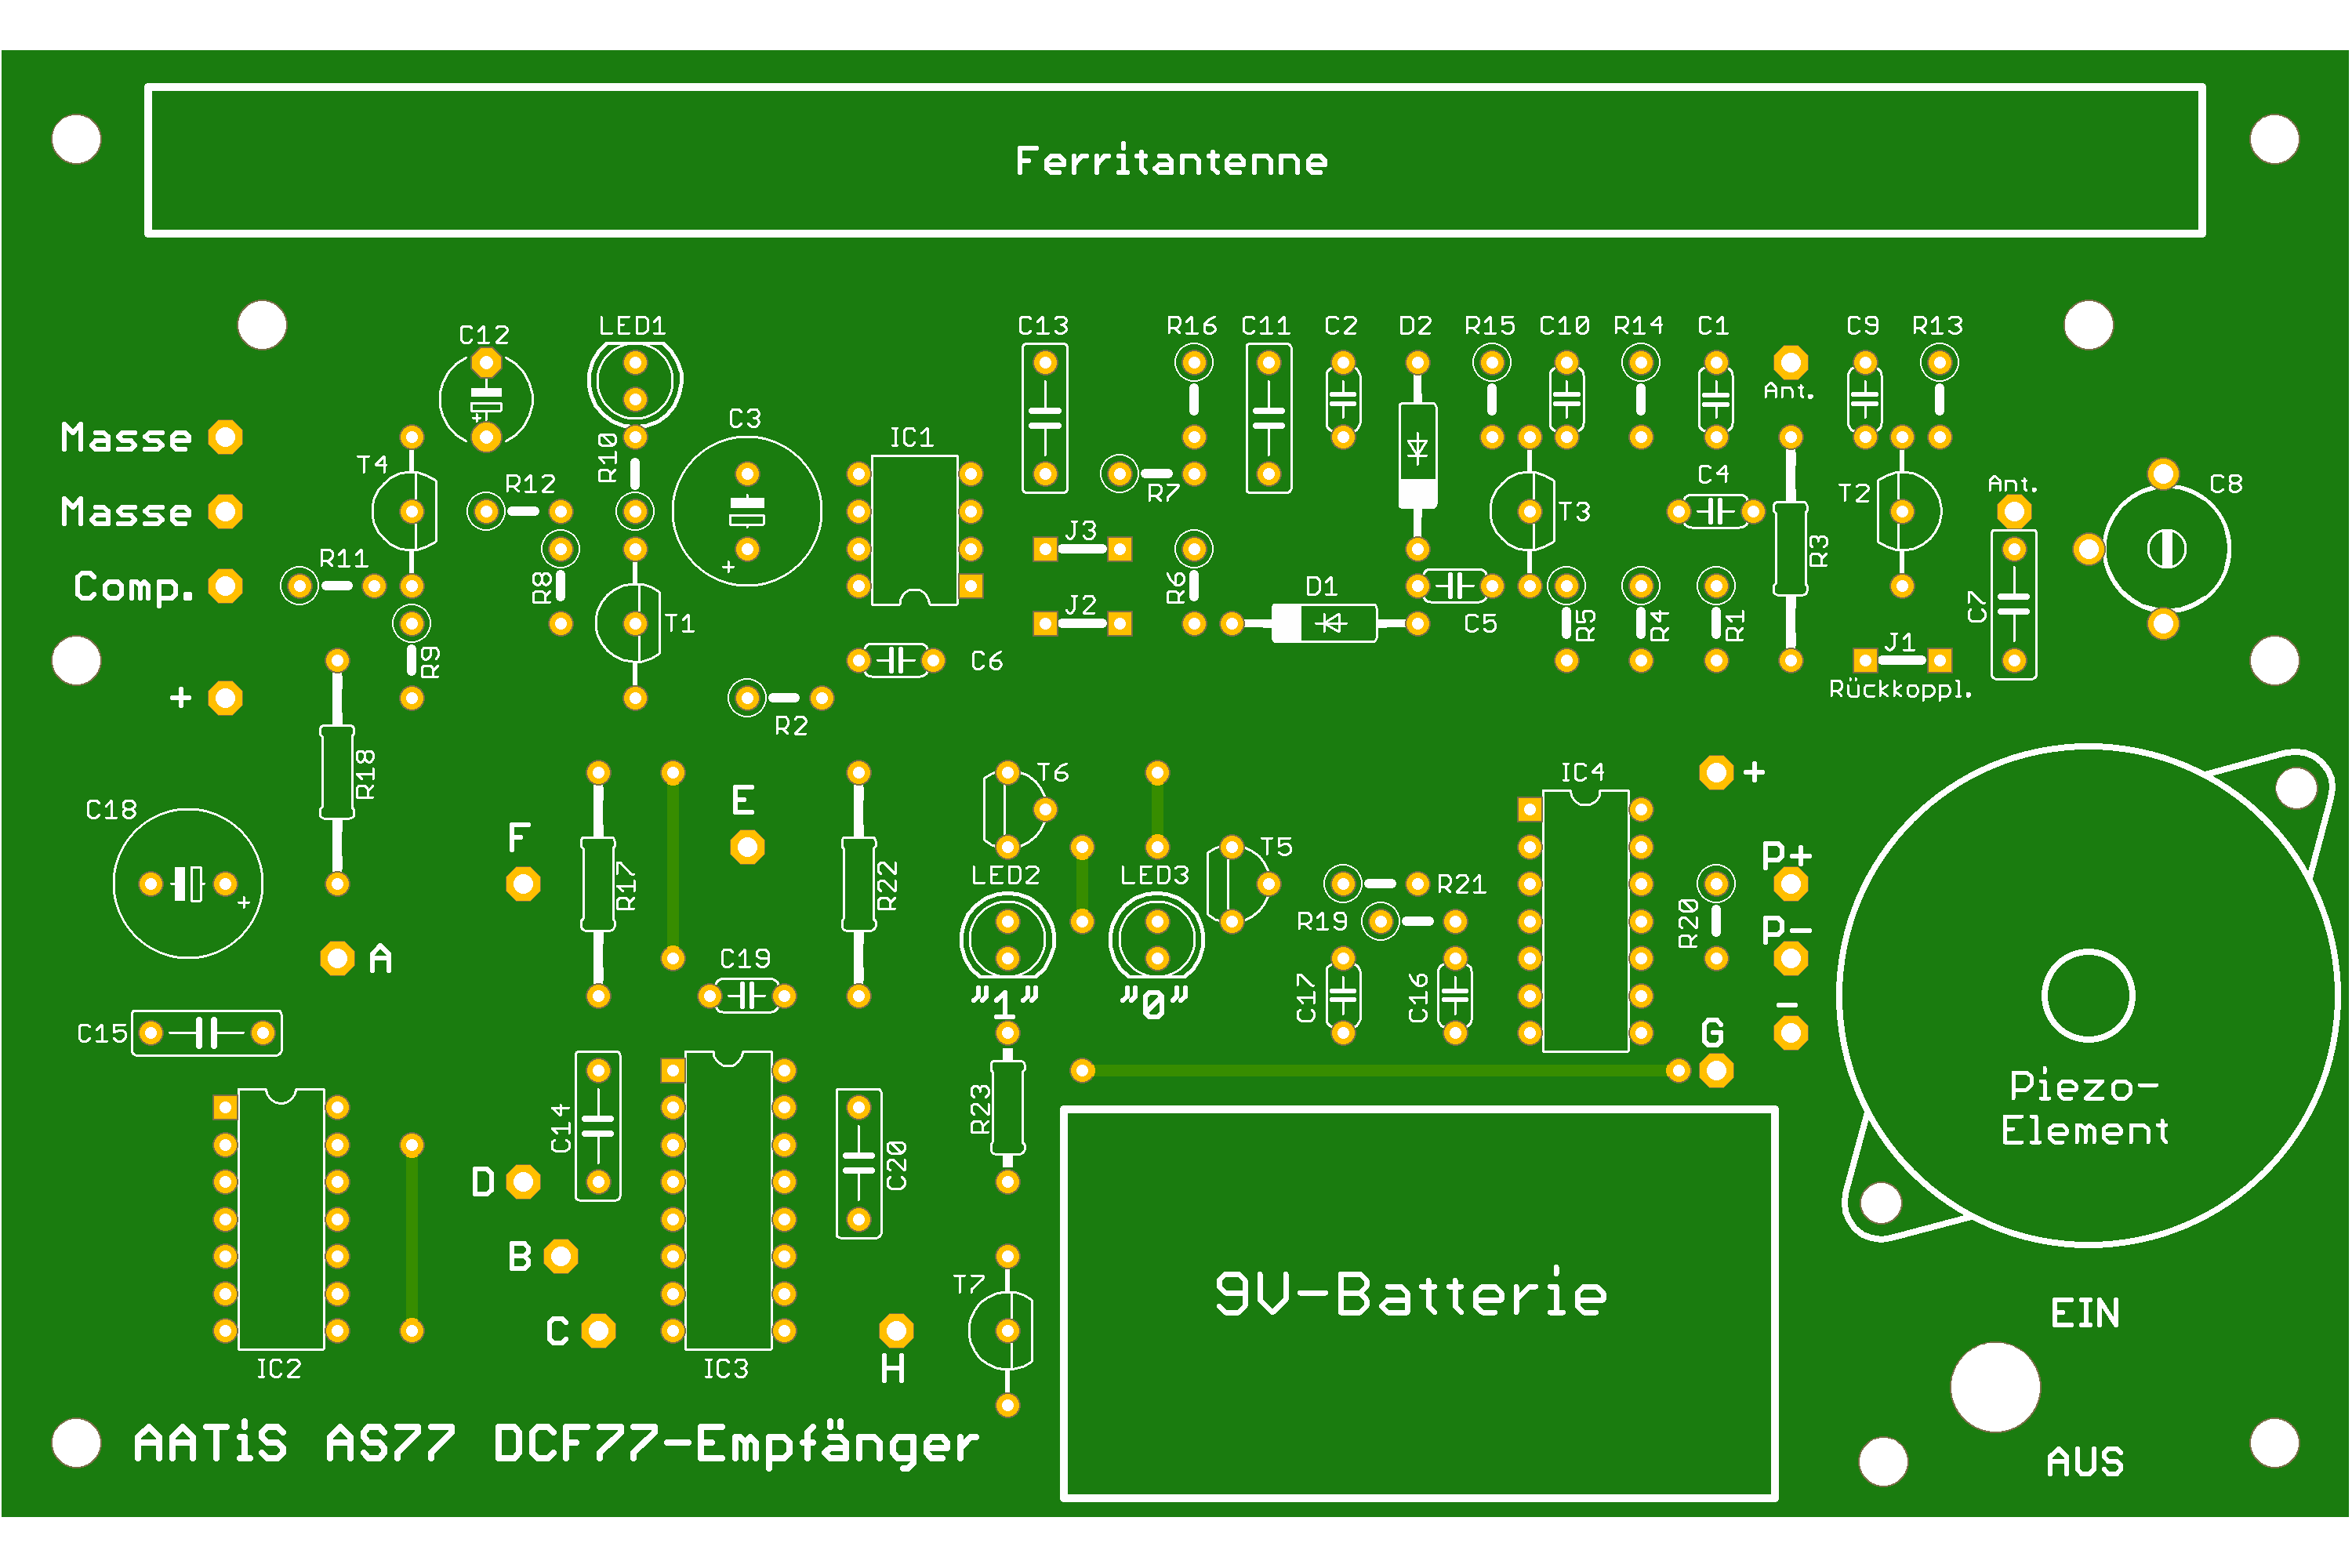 Ferritantenne
C12 LED1 C13 R16 C11 C2 D2 R15 C10 R14 C1 C9 R13
Ant.
C3
Masse
R10 IC1
T4 R12 R7 C4 Ant. C8
T2
Masse
T3
J3
R11 R3
Comp.
R8 R6 D1
J2 C7
T1 C5 R5 R4 R1
J1
R9 C6
+
Rückkoppl.
R2
R18 T6 IC4 +
C18 E
F T5 P+
LED2 LED3
R17 R22 R21
R19 R20 P-
A C19
"1" "0" C17 C16 -
C15 G
Piezo-
Element
R23
C14
C20
D
B
T7 9V-Batterie
EIN
C
IC2 IC3 H
AATiS AS77 DCF77-Empfänger
AUS